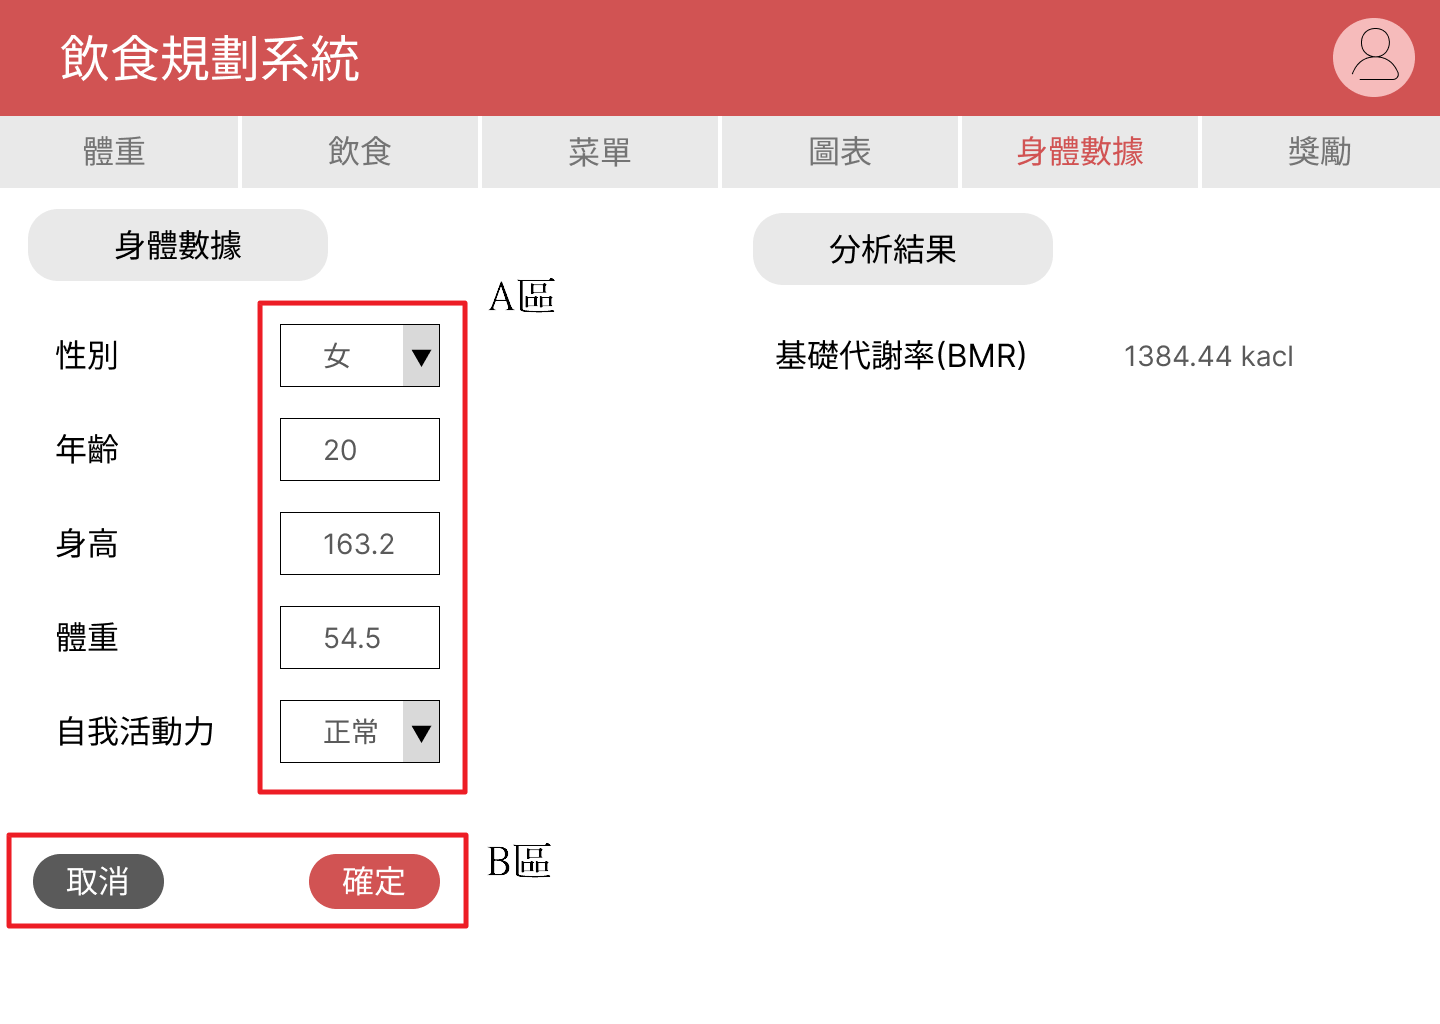 飲食規劃系統
體重 飲食 菜單 圖表 身體數據 獎勵
身體數據
分析結果
A區
性別 女 ▼
基礎代謝率(BMR) 1384.44 kacl
年齡 20
身高 163.2
體重 54.5
自我活動力 正常 ▼
B區
取消 確定